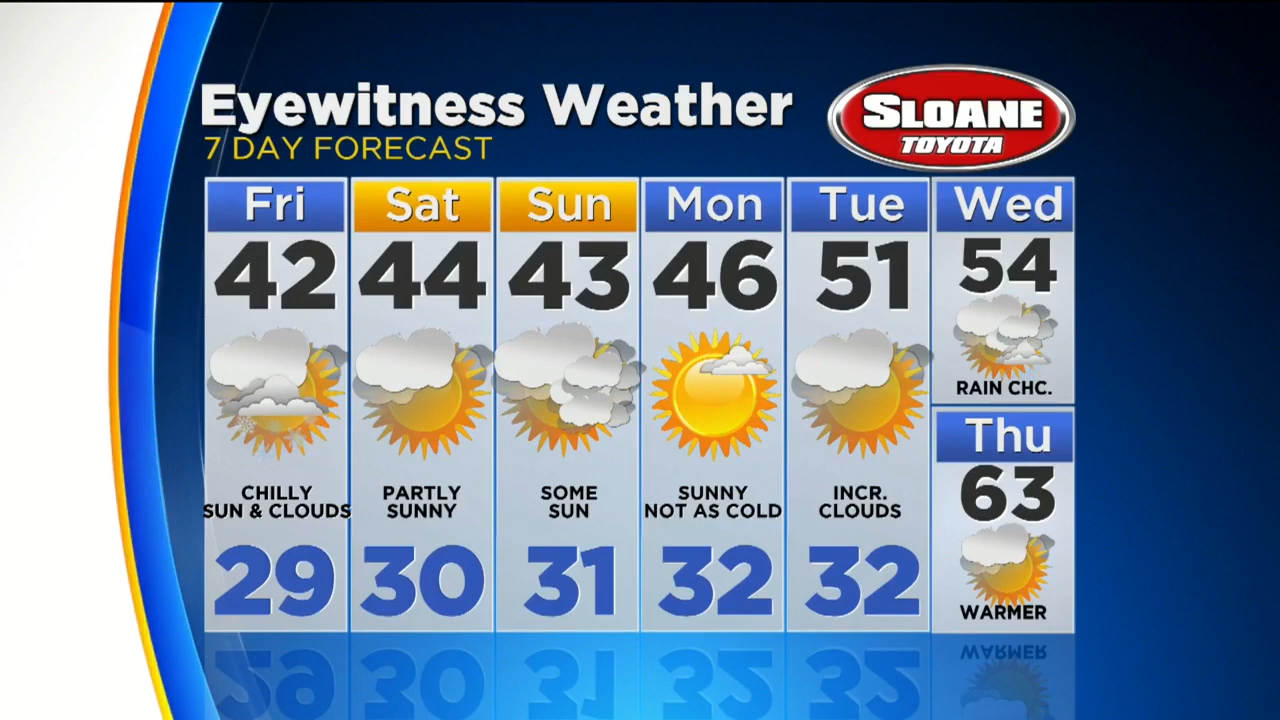 Eyewitness Weather
7 DAY FORECAST
SLOANE
TOYOTA
Fri
42
CHILLY
SUN & CLOUDS
29
Sat
44
PARTLY
SUNNY
30
Sun
43
SOME
SUN
31
Mon
46
SUNNY
NOT AS COLD
32
Tue
51
INCR.
CLOUDS
32
Wed
54
RAIN CHC.
Thu
63
WARMER